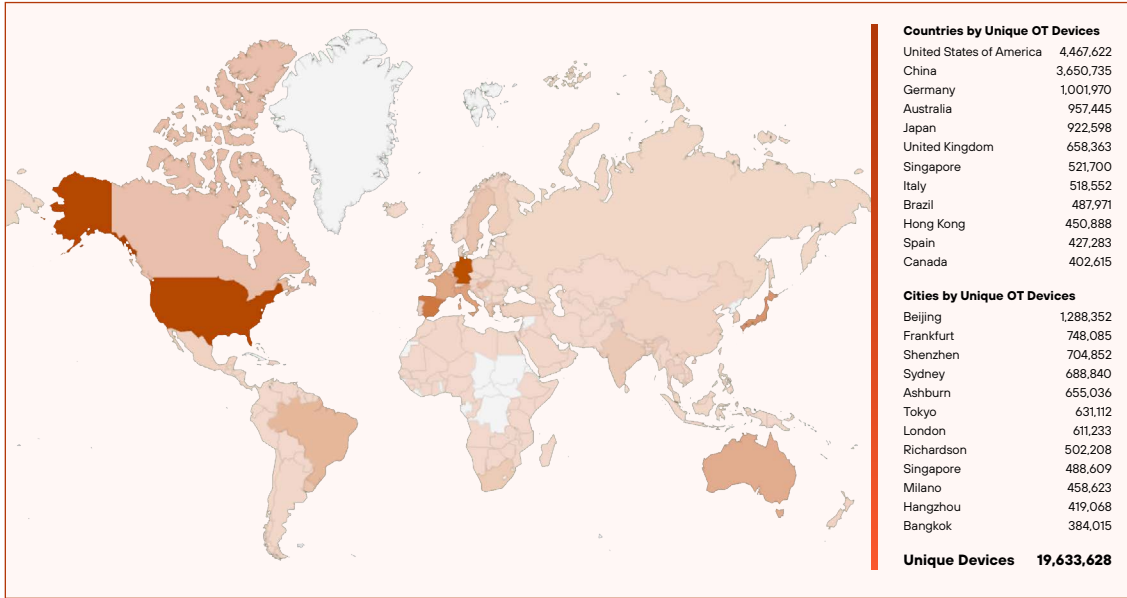 Countries by Unique OT Devices
United States of America 4,467,622
China 3,650,735
Germany 1,001,970
Australia 957,445
Japan 922,598
United Kingdom 658,363
Singapore 521,700
Italy 518,552
Brazil 487,971
Hong Kong 450,888
Spain 427,283
Canada 402,615
Cities by Unique OT Devices
Beijing 1,288,352
Frankfurt 748,085
Shenzhen 704,852
Sydney 688,840
Ashburn 655,036
Tokyo 631,112
London 611,233
Richardson 502,208
Singapore 488,609
Milano 458,623
Hangzhou 419,068
Bangkok 384,015
Unique Devices 19,633,628